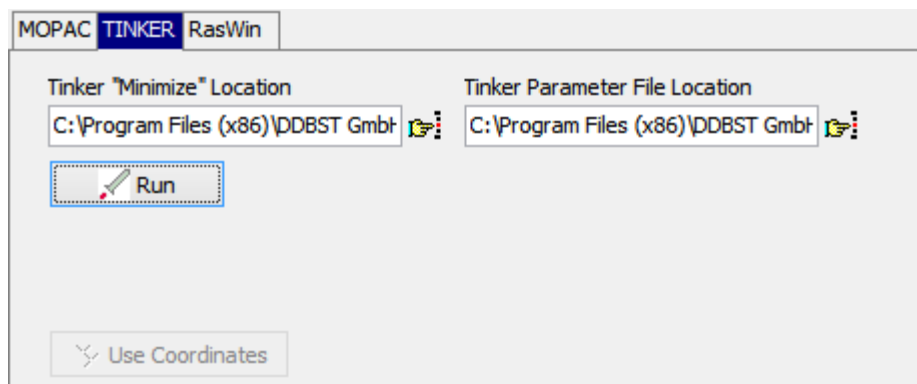 MOPAC TINKER RasWin
Tinker "Minimize" Location Tinker Parameter File Location
C:\Program Files (x86)\DDBST GmbH C:\Program Files (x86)\DDBST GmbH
Run
Use Coordinates